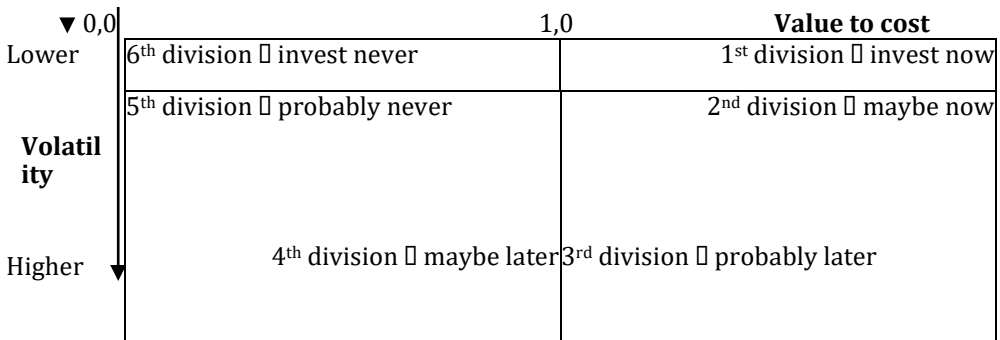 ▼ 0,0 1,0 Value to cost
Lower 6th division ▯ invest never 1st division ▯ invest now
5th division ▯ probably never 2nd division ▯ maybe now
Volatil
ity
Higher 4th division ▯ maybe later 3rd division ▯ probably later